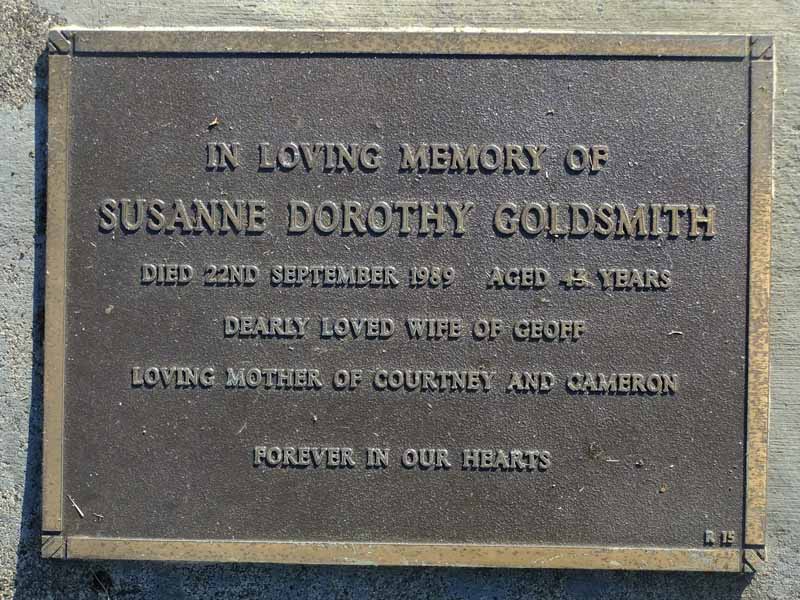 IN LOVING MEMORY OF
SUSANNE DOROTHY GOLDSMITH
DIED 22ND SEPTEMBER 1989 AGED 43 YEARS
DEARLY LOVED WIFE OF GEOFF
LOVING MOTHER OF COURTNEY AND CAMERON
FOREVER IN OUR HEARTS
R 15